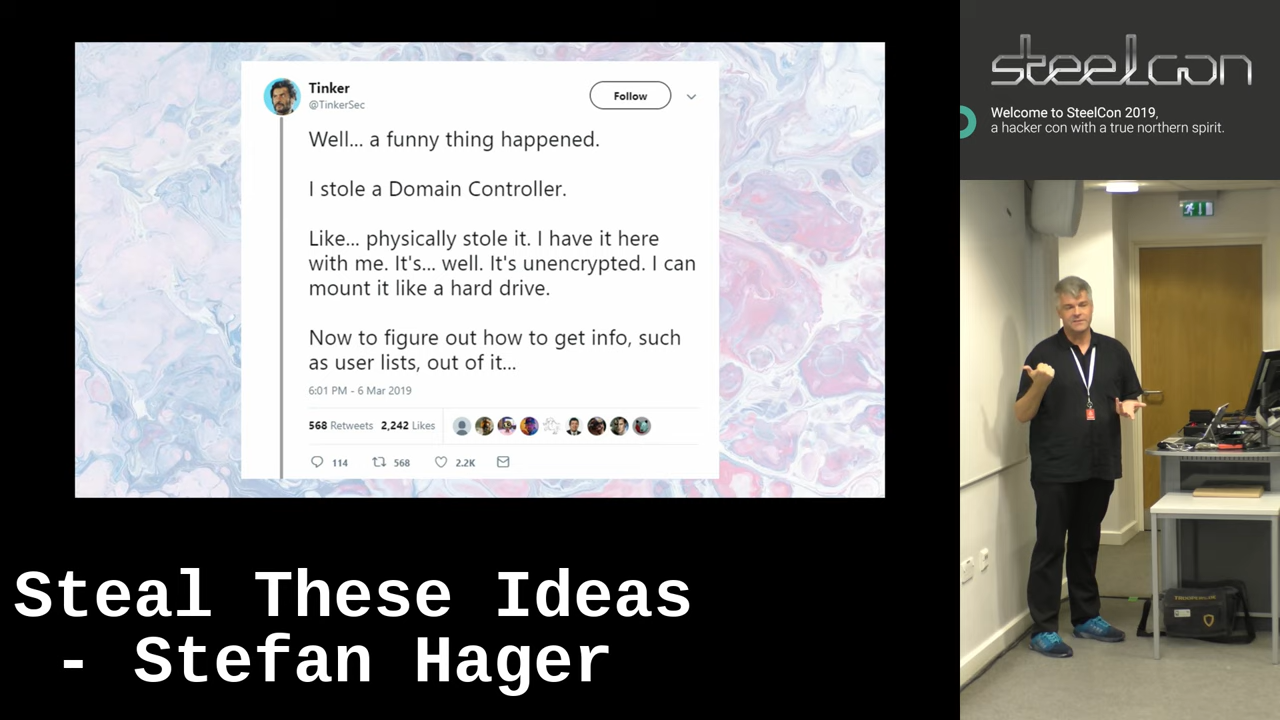 Tinker
@TinkerSec
Follow
Well... a funny thing happened.
I stole a Domain Controller.
Like... physically stole it. I have it here
with me. It's... well. It's unencrypted. I can
mount it like a hard drive.
Now to figure out how to get info, such
as user lists, out of it...
6:01 PM - 6 Mar 2019
568 Retweets 2,242 Likes
114 568 2.2K
Steal These Ideas
- Stefan Hager
steelcon
Welcome to SteelCon 2019,
a hacker con with a true northern spirit.